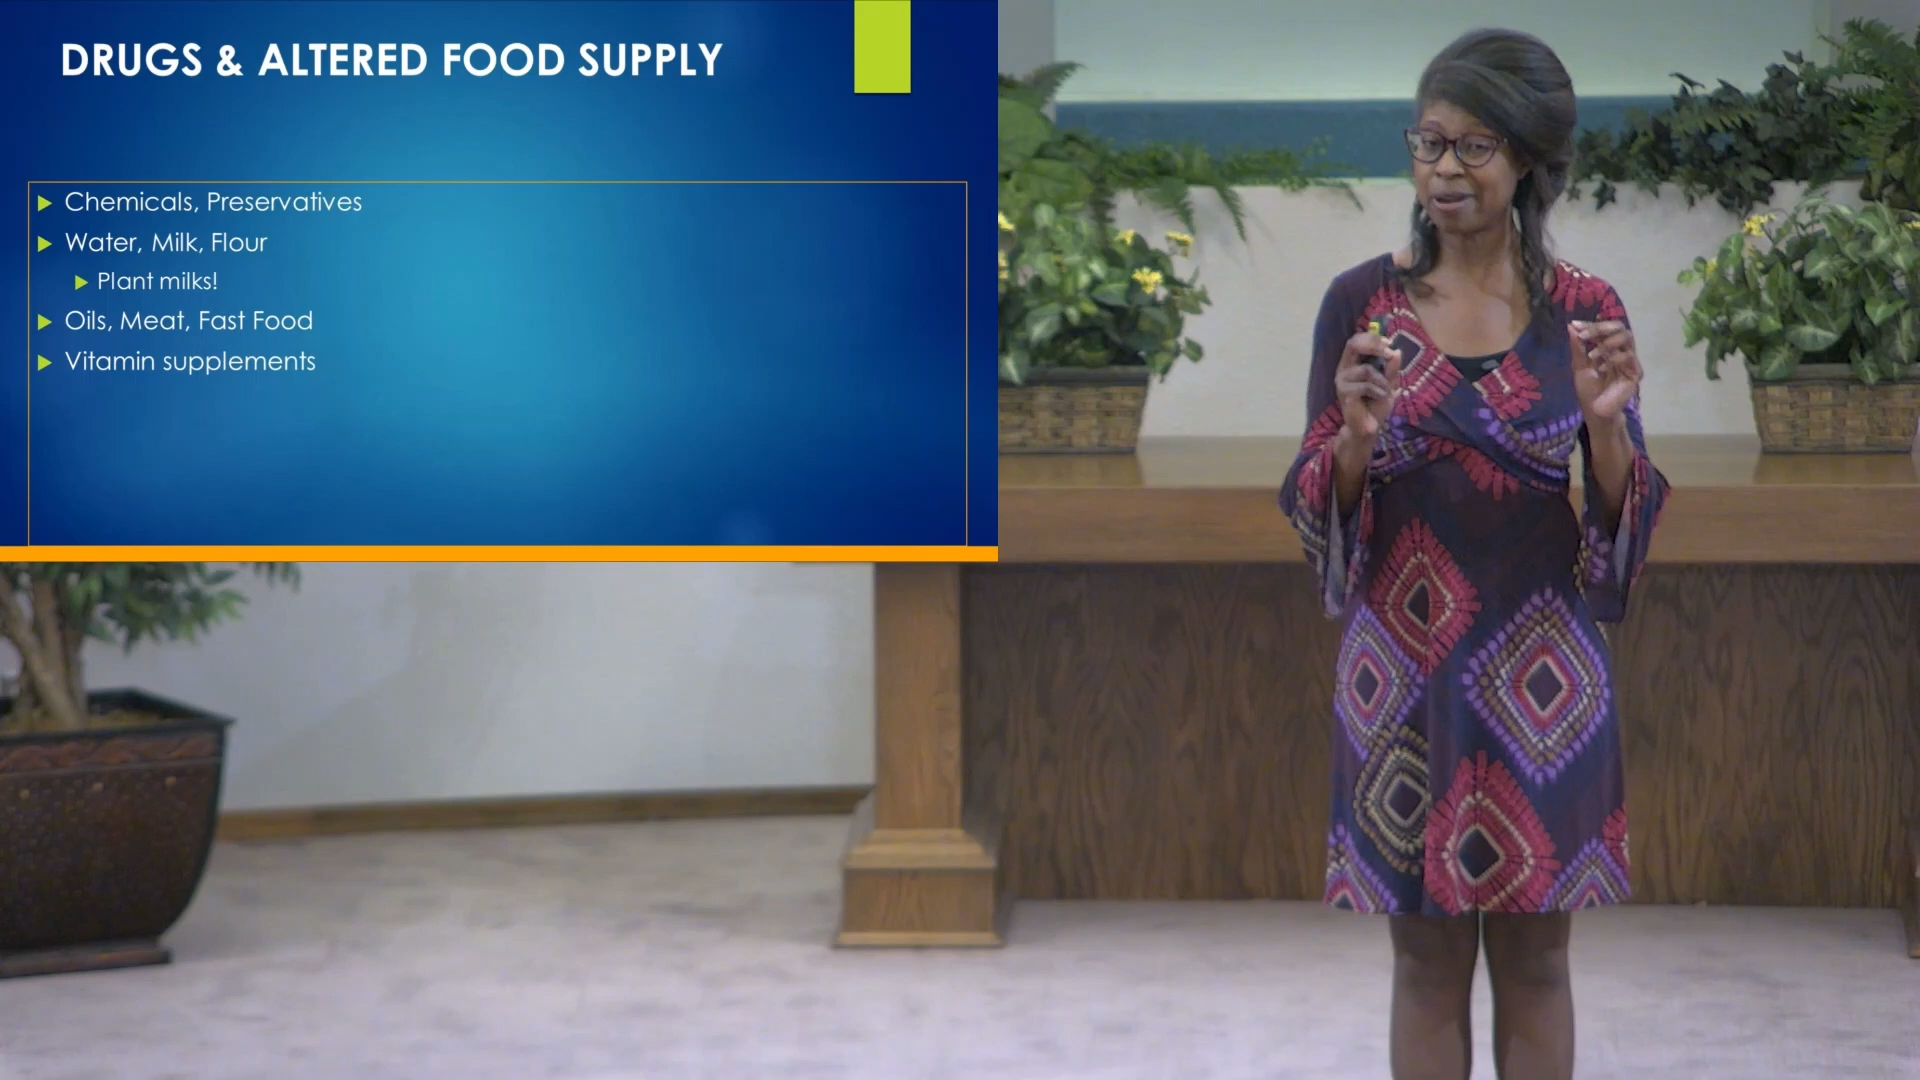 DRUGS & ALTERED FOOD SUPPLY
Chemicals, Preservatives
Water, Milk, Flour
Plant milks!
Oils, Meat, Fast Food
Vitamin supplements